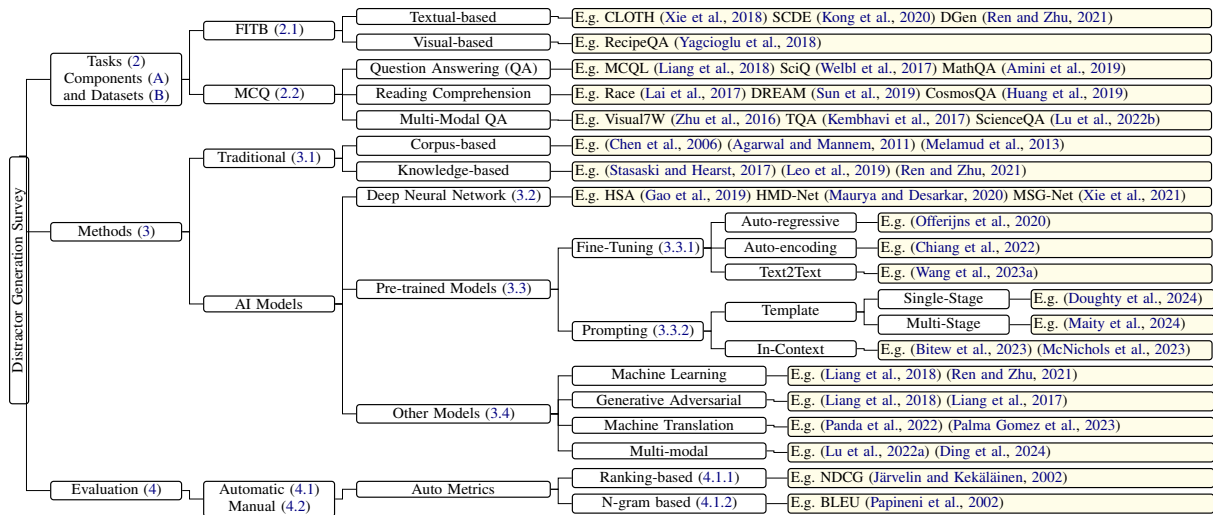 Distractor Generation Survey
Tasks (2)
Components (A)
and Datasets (B)
FITB (2.1)
Textual-based
E.g. CLOTH (Xie et al., 2018) SCDE (Kong et al., 2020) DGen (Ren and Zhu, 2021)
Visual-based
E.g. RecipeQA (Yagcioglu et al., 2018)
MCQ (2.2)
Question Answering (QA)
E.g. MCQL (Liang et al., 2018) SciQ (Welbl et al., 2017) MathQA (Amini et al., 2019)
Reading Comprehension
E.g. Race (Lai et al., 2017) DREAM (Sun et al., 2019) CosmosQA (Huang et al., 2019)
Multi-Modal QA
E.g. Visual7W (Zhu et al., 2016) TQA (Kembhavi et al., 2017) ScienceQA (Lu et al., 2022b)
Methods (3)
Traditional (3.1)
Corpus-based
E.g. (Chen et al., 2006) (Agarwal and Mannem, 2011) (Melamud et al., 2013)
Knowledge-based
E.g. (Stasaski and Hearst, 2017) (Leo et al., 2019) (Ren and Zhu, 2021)
AI Models
Deep Neural Network (3.2)
E.g. HSA (Gao et al., 2019) HMD-Net (Maurya and Desarkar, 2020) MSG-Net (Xie et al., 2021)
Pre-trained Models (3.3)
Fine-Tuning (3.3.1)
Auto-regressive
E.g. (Offerijns et al., 2020)
Auto-encoding
E.g. (Chiang et al., 2022)
Text2Text
E.g. (Wang et al., 2023a)
Prompting (3.3.2)
Template
Single-Stage
E.g. (Doughty et al., 2024)
Multi-Stage
E.g. (Maity et al., 2024)
In-Context
E.g. (Bitew et al., 2023) (McNichols et al., 2023)
Other Models (3.4)
Machine Learning
E.g. (Liang et al., 2018) (Ren and Zhu, 2021)
Generative Adversarial
E.g. (Liang et al., 2018) (Liang et al., 2017)
Machine Translation
E.g. (Panda et al., 2022) (Palma Gomez et al., 2023)
Multi-modal
E.g. (Lu et al., 2022a) (Ding et al., 2024)
Evaluation (4)
Automatic (4.1)
Manual (4.2)
Auto Metrics
Ranking-based (4.1.1)
E.g. NDCG (Järvelin and Kekäläinen, 2002)
N-gram based (4.1.2)
E.g. BLEU (Papineni et al., 2002)